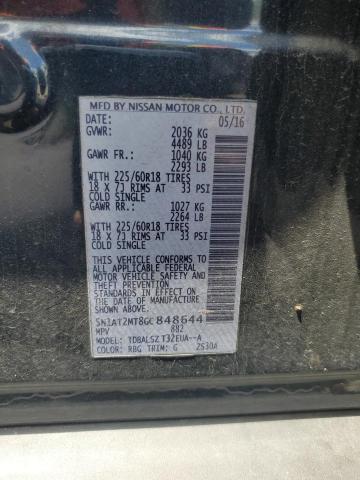 MFD BY NISSAN MOTOR CO., LTD.
DATE: 05/16
GVWR: 2036 KG
4489 LB
GAWR FR.: 1040 KG
2293 LB
WITH 225/60R18 TIRES
18 X 7J RIMS AT 33 PSI
COLD SINGLE
GAWR RR.: 1027 KG
2264 LB
WITH 225/60R18 TIRES
18 X 7J RIMS AT 33 PSI
COLD SINGLE
THIS VEHICLE CONFORMS TO ALL
APPLICABLE FEDERAL
MOTOR VEHICLE SAFETY AND
THEFT PREVENTION
STANDARDS IN EFFECT ON THE
DATE OF MANUFACTURE SHOWN
ABOVE.
5N1AT2MT8GC848644
MPV 882
MODEL: TDBALSZ T32EUA--A
COLOR: RBG TRIM: G 2530A